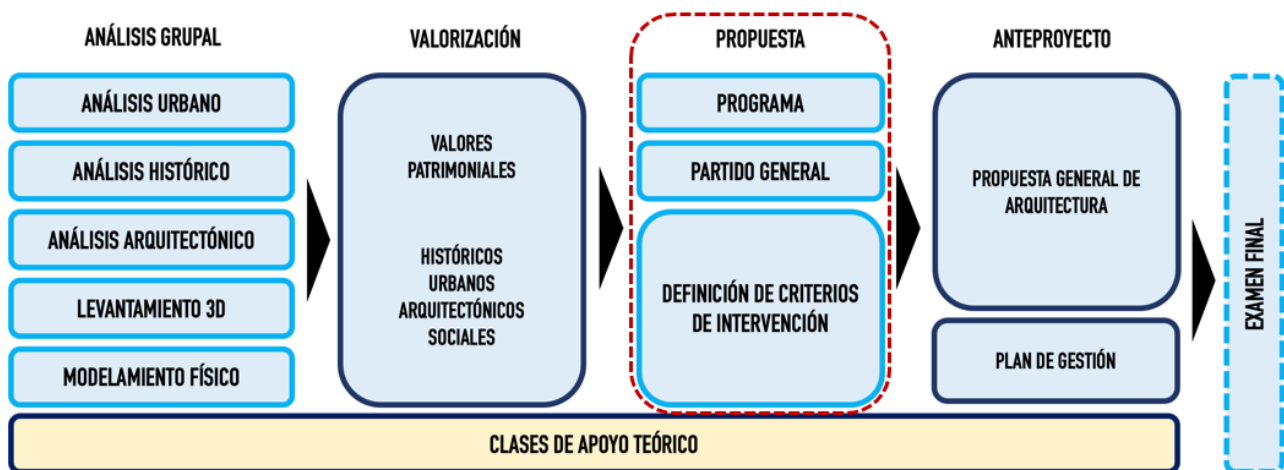 ANÁLISIS GRUPAL
ANÁLISIS URBANO
ANÁLISIS HISTÓRICO
ANÁLISIS ARQUITECTÓNICO
LEVANTAMIENTO 3D
MODELAMIENTO FÍSICO
VALORIZACIÓN
VALORES
PATRIMONIALES
HISTÓRICOS
URBANOS
ARQUITECTÓNICOS
SOCIALES
PROPUESTA
PROGRAMA
PARTIDO GENERAL
DEFINICIÓN DE CRITERIOS
DE INTERVENCIÓN
ANTEPROYECTO
PROPUESTA GENERAL DE
ARQUITECTURA
PLAN DE GESTIÓN
EXAMEN FINAL
CLASES DE APOYO TEÓRICO